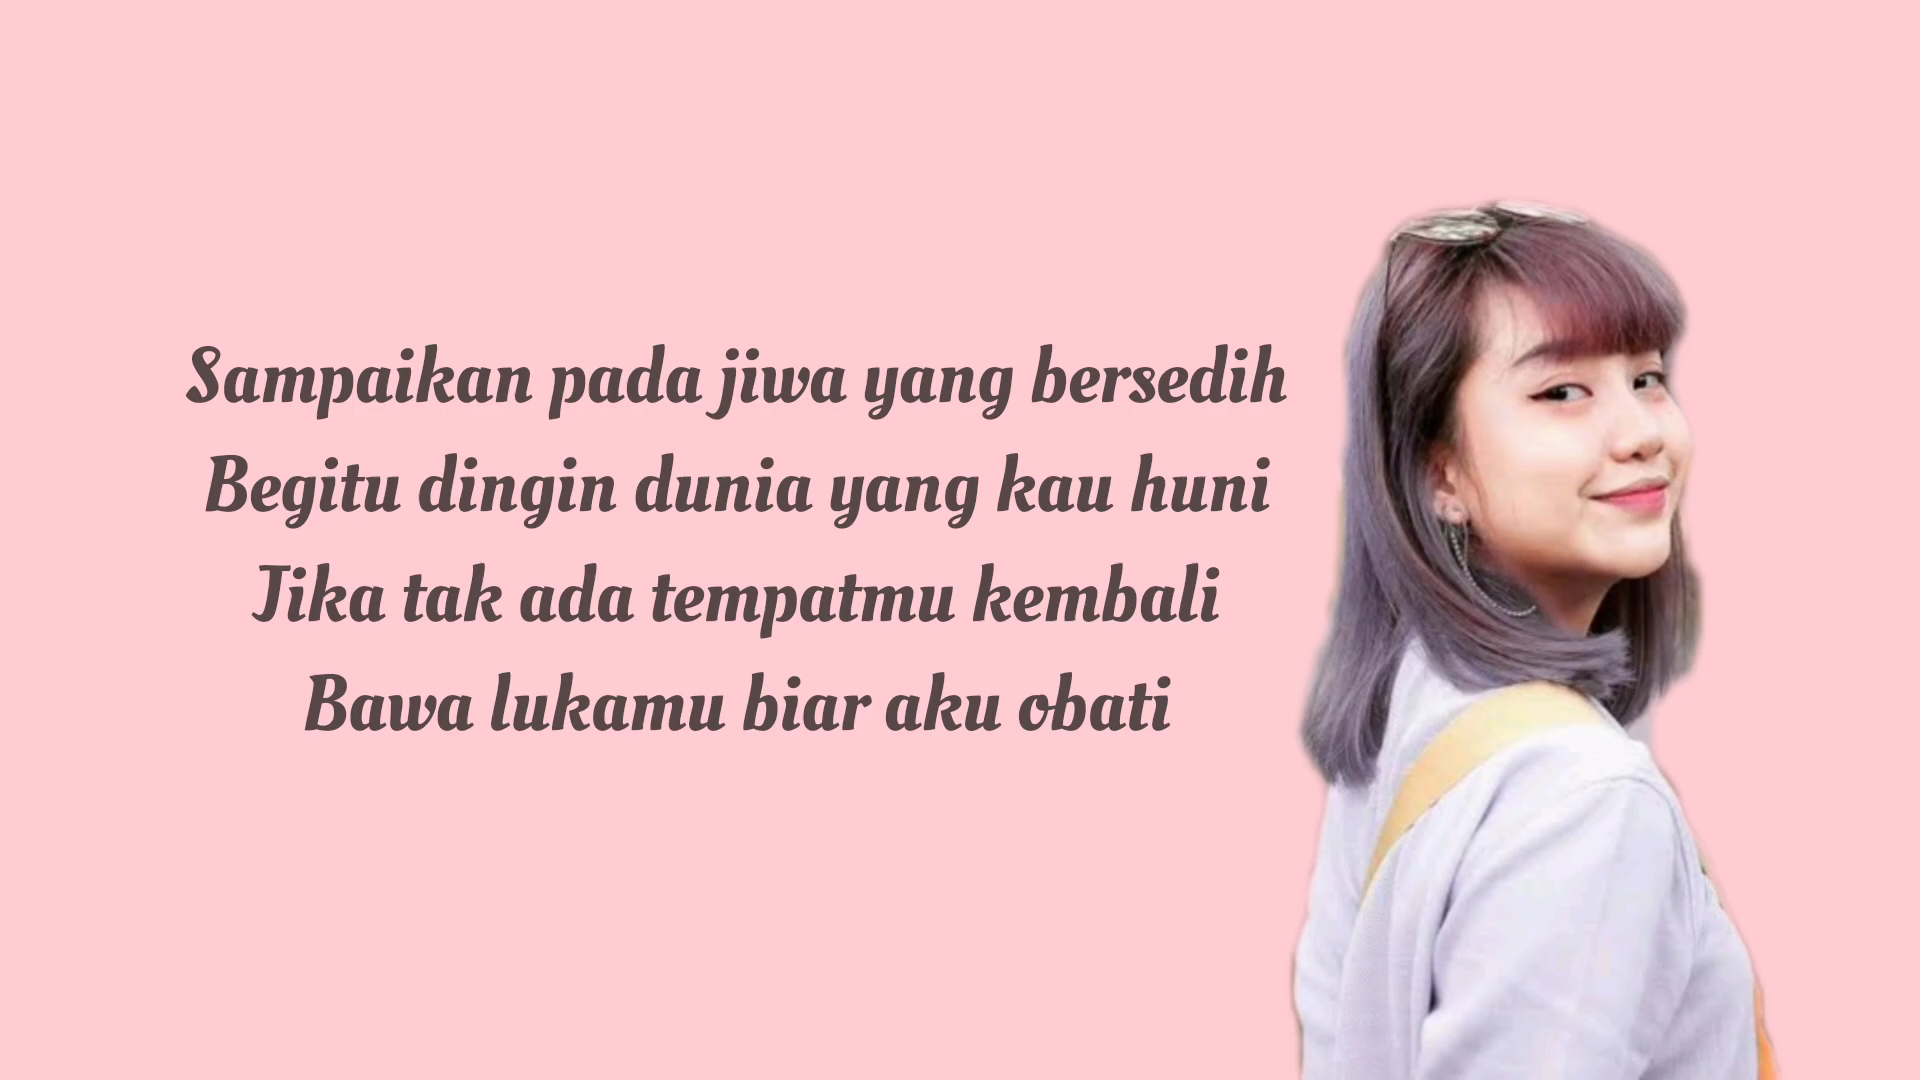 Sampaikan pada jiwa yang bersedih
Begitu dingin dunia yang kau huni
Jika tak ada tempatmu kembali
Bawa lukamu biar aku obati